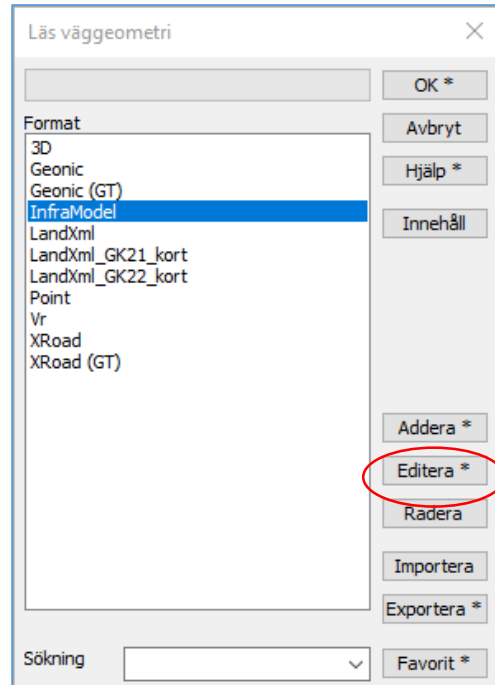 Läs väggeometri
OK *
Format
Avbryt
3D
Geonic
Hjälp *
Geonic (GT)
InfraModel
Innehåll
LandXml
LandXml_GK21_kort
LandXml_GK22_kort
Point
Vr
XRoad
XRoad (GT)
Addera *
Editera *
Radera
Importera
Exportera *
Sökning
Favorit *